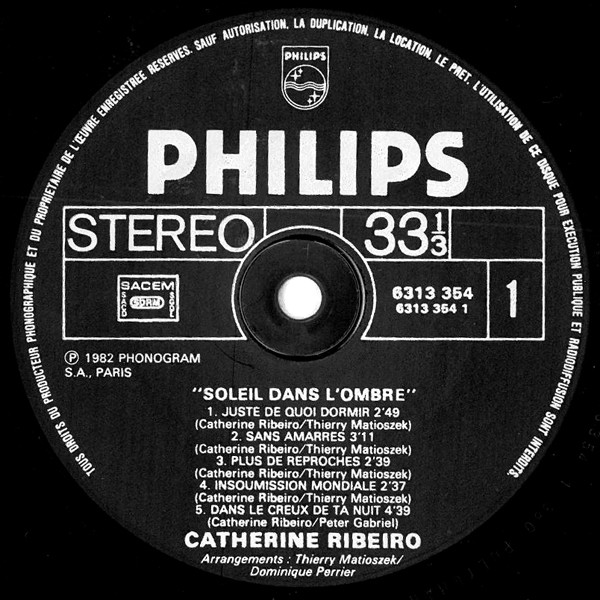 TOUS DROITS DU PRODUCTEUR PHONOGRAPHIQUE ET DU PROPRIETAIRE DE L'ŒUVRE ENREGISTREE RESERVES. SAUF AUTORISATION, LA DUPLICATION, LA LOCATION, LE PRET, L'UTILISATION DE CE DISQUE POUR EXECUTION PUBLIQUE ET RADIODIFFUSION SONT INTERDITS
PHILIPS
PHILIPS
STEREO 33⅓
SACEM
SACD SDRM SGDL
6313 354
6313 354 1
1
Ⓟ 1982 PHONOGRAM
S.A., PARIS
"SOLEIL DANS L'OMBRE"
1. JUSTE DE QUOI DORMIR 2'49
(Catherine Ribeiro/Thierry Matioszek)
2. SANS AMARRES 3'11
(Catherine Ribeiro/Thierry Matioszek)
3. PLUS DE REPROCHES 2'39
(Catherine Ribeiro/Thierry Matioszek)
4. INSOUMISSION MONDIALE 2'37
(Catherine Ribeiro/Thierry Matioszek)
5. DANS LE CREUX DE TA NUIT 4'39
(Catherine Ribeiro/Peter Gabriel)
CATHERINE RIBEIRO
Arrangements : Thierry Matioszek/
Dominique Perrier